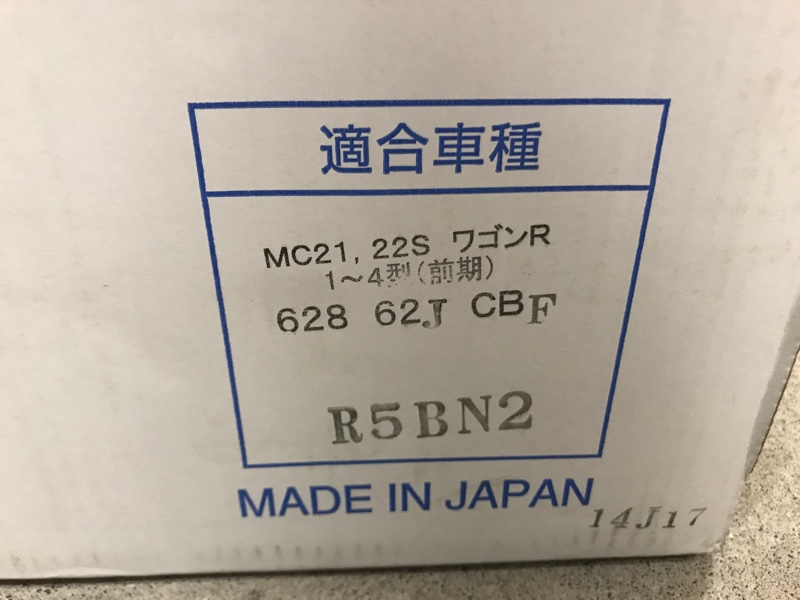 適合車種
MC21, 22S ワゴンR
1～4型(前期)
628 62J CBF
R5BN2
MADE IN JAPAN
14J17